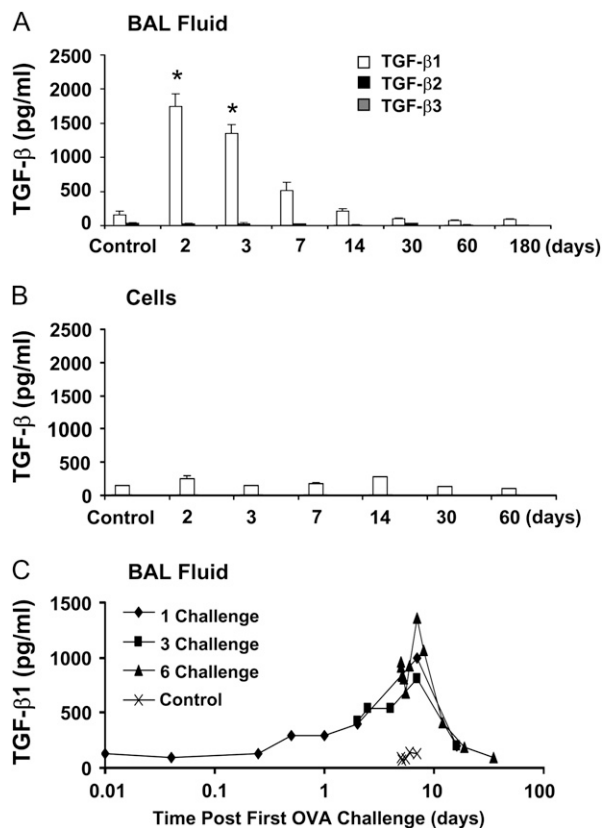 A
BAL Fluid
TGF-β (pg/ml)
2500
2000
1500
1000
500
0
* *
TGF-β1
TGF-β2
TGF-β3
Control 2 3 7 14 30 60 180 (days)
B
Cells
TGF-β (pg/ml)
2500
2000
1500
1000
500
0
Control 2 3 7 14 30 60 (days)
C
BAL Fluid
TGF-β1 (pg/ml)
1500
1000
500
0
1 Challenge
3 Challenge
6 Challenge
Control
0.01 0.1 1 10 100
Time Post First OVA Challenge (days)